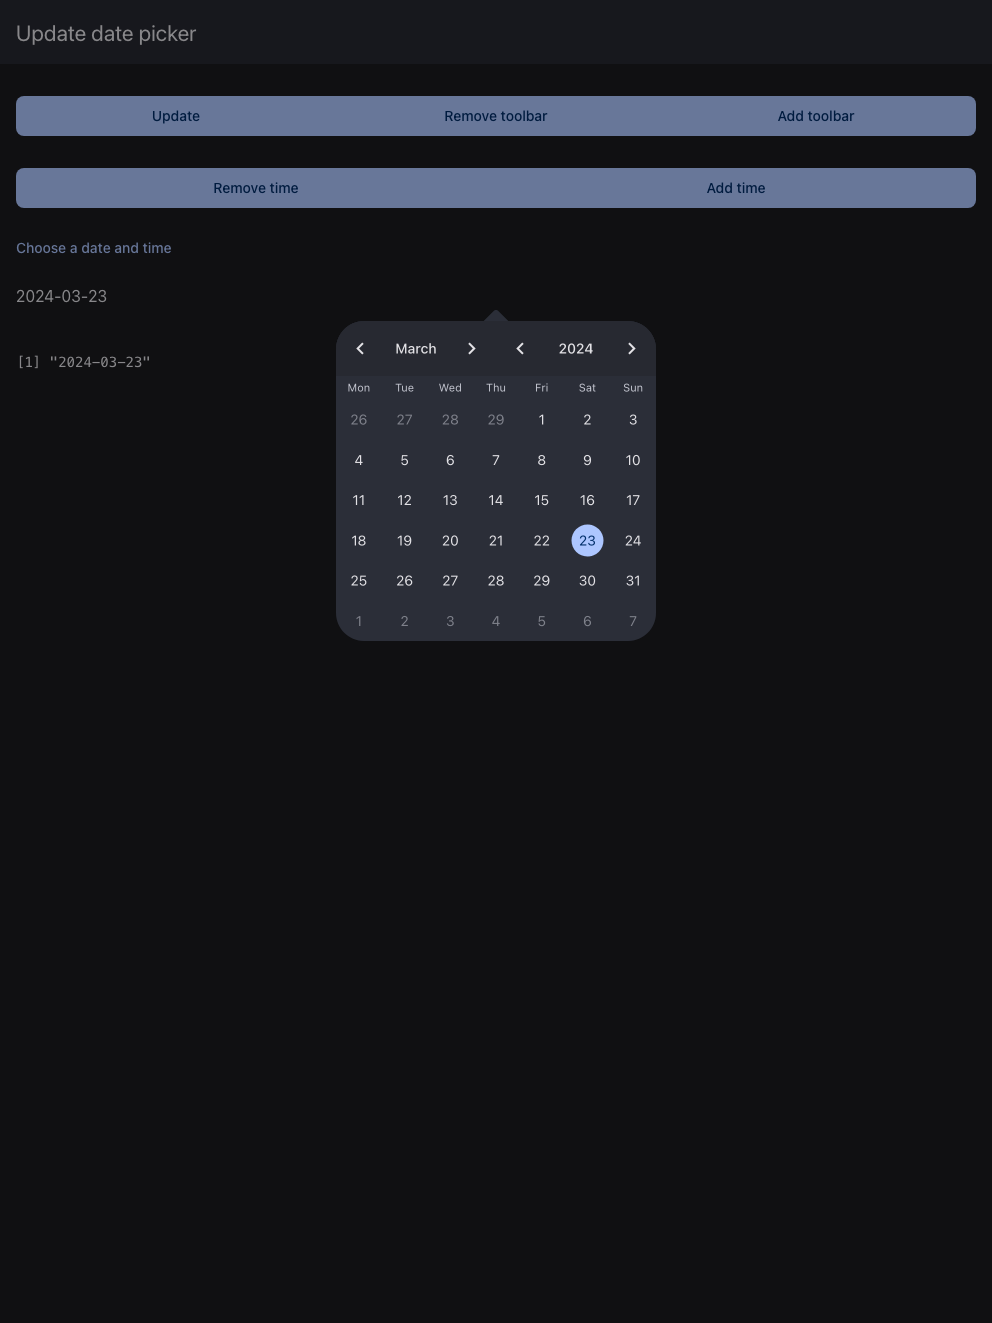 Update date picker
Update Remove toolbar Add toolbar
Remove time Add time
Choose a date and time
2024-03-23
[1] "2024-03-23"
March 2024
Mon Tue Wed Thu Fri Sat Sun
26 27 28 29 1 2 3
4 5 6 7 8 9 10
11 12 13 14 15 16 17
18 19 20 21 22 23 24
25 26 27 28 29 30 31
1 2 3 4 5 6 7